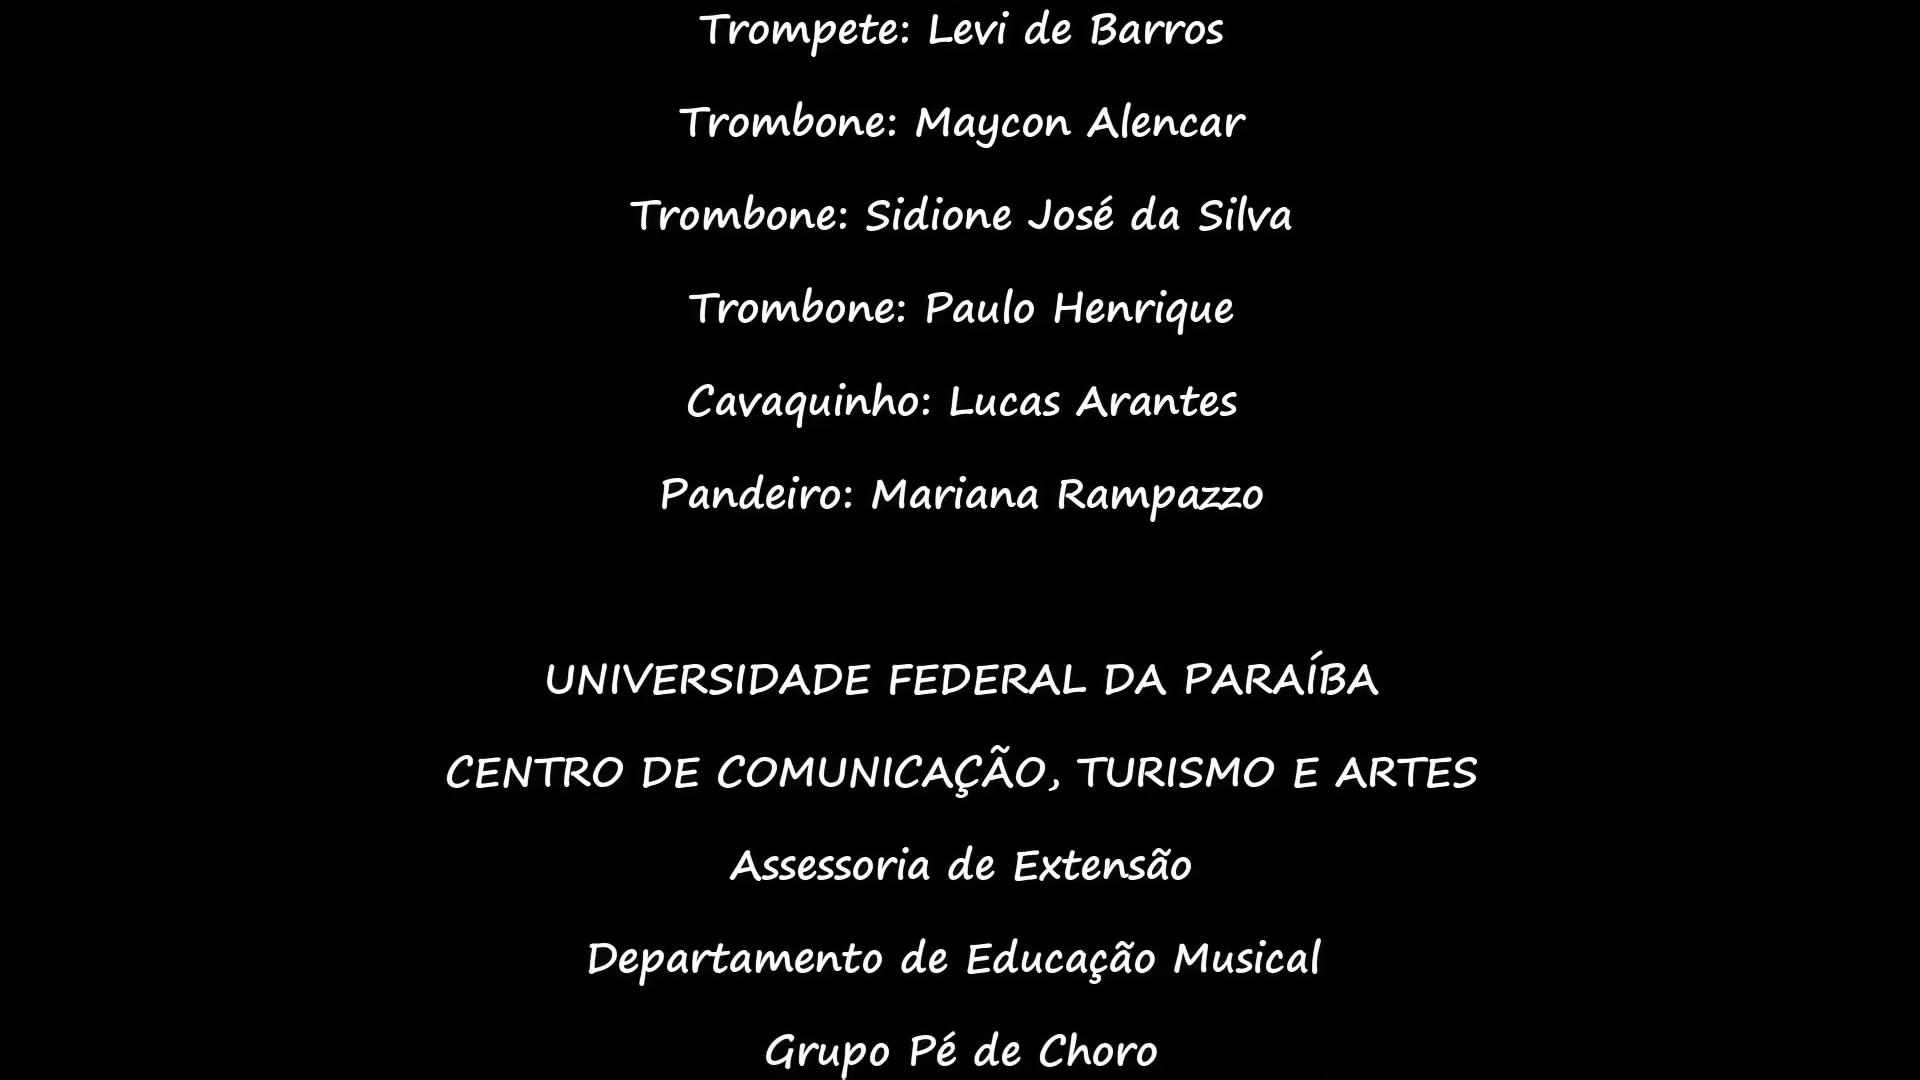 Trompete: Levi de Barros
Trombone: Maycon Alencar
Trombone: Sidione José da Silva
Trombone: Paulo Henrique
Cavaquinho: Lucas Arantes
Pandeiro: Mariana Rampazzo
UNIVERSIDADE FEDERAL DA PARAÍBA
CENTRO DE COMUNICAÇÃO, TURISMO E ARTES
Assessoria de Extensão
Departamento de Educação Musical
Grupo Pé de Choro